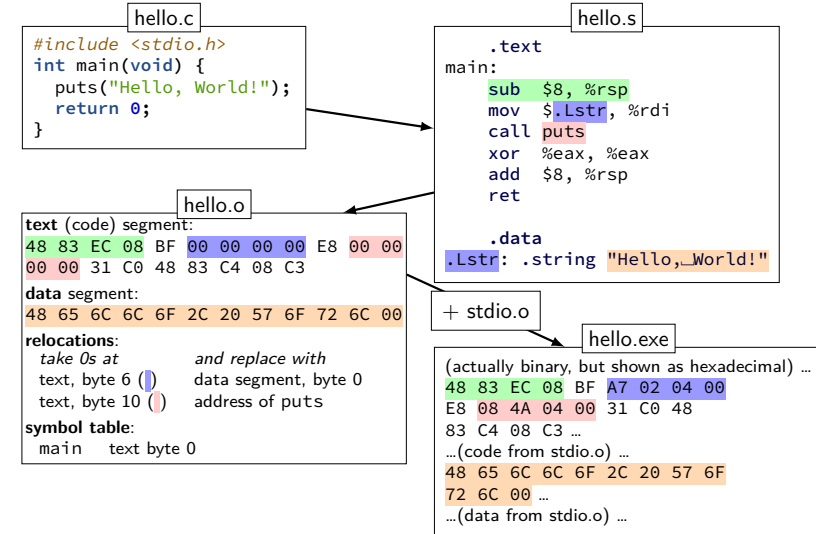 hello.c
#include <stdio.h>
int main(void) {
puts("Hello, World!");
return 0;
}
hello.s
.text
main:
sub $8, %rsp
mov $.Lstr, %rdi
call puts
xor %eax, %eax
add $8, %rsp
ret
.data
.Lstr: .string "Hello,␣World!"
hello.o
text (code) segment:
48 83 EC 08 BF 00 00 00 00 E8 00 00
00 00 31 C0 48 83 C4 08 C3
data segment:
48 65 6C 6C 6F 2C 20 57 6F 72 6C 00
relocations:
take 0s at and replace with
text, byte 6 ( ) data segment, byte 0
text, byte 10 ( ) address of puts
symbol table:
main text byte 0
+ stdio.o
hello.exe
(actually binary, but shown as hexadecimal) …
48 83 EC 08 BF A7 02 04 00
E8 08 4A 04 00 31 C0 48
83 C4 08 C3 …
…(code from stdio.o) …
48 65 6C 6C 6F 2C 20 57 6F
72 6C 00 …
…(data from stdio.o) …